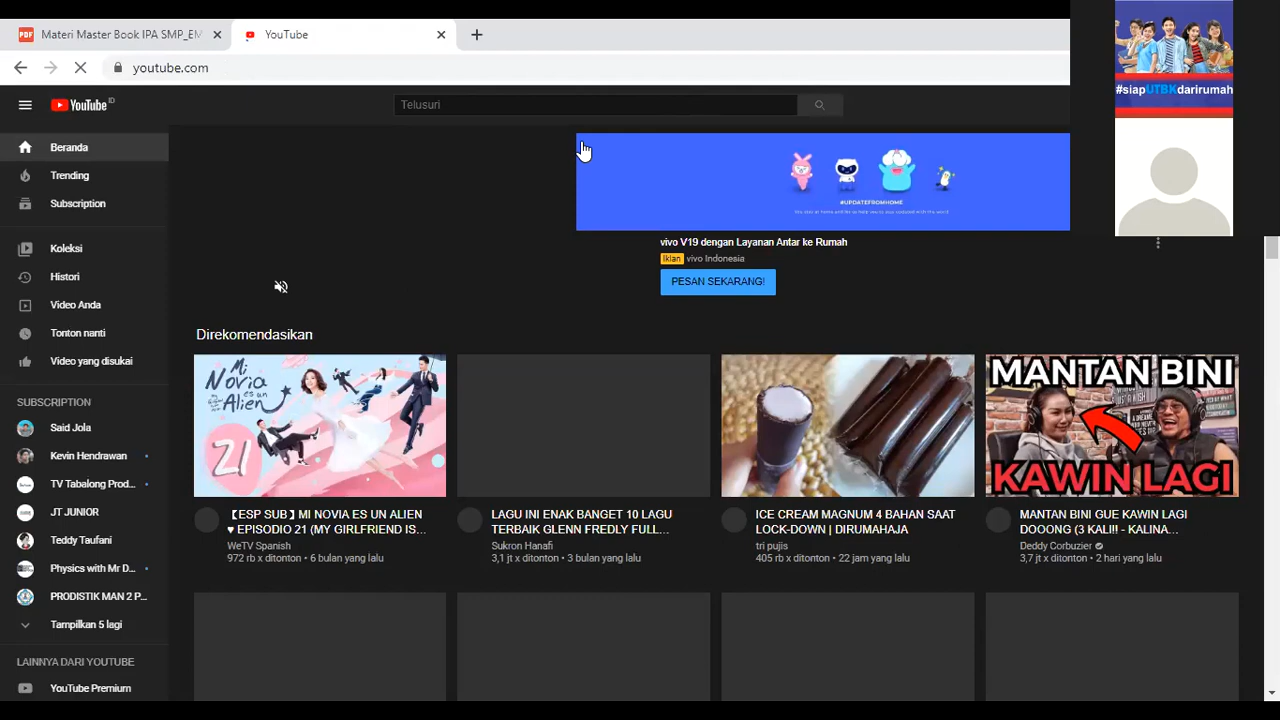 Materi Master Book IPA SMP_EM
YouTube
youtube.com
YouTube ID
Telusuri
#siapUTBKdarirumah
Beranda
Trending
Subscription
Koleksi
Histori
Video Anda
Tonton nanti
Video yang disukai
SUBSCRIPTION
Said Jola
Kevin Hendrawan
TV Tabalong Prod...
JT JUNIOR
Teddy Taufani
Physics with Mr D...
PRODISTIK MAN 2 P...
Tampilkan 5 lagi
LAINNYA DARI YOUTUBE
YouTube Premium
#UPDATEFROMHOME
vivo V19 dengan Layanan Antar ke Rumah
Iklan vivo Indonesia
PESAN SEKARANG!
Direkomendasikan
Mi
Novia
es un
Alien
21
MANTAN BINI
KAWIN LAGI
【ESP SUB】MI NOVIA ES UN ALIEN
♥ EPISODIO 21 (MY GIRLFRIEND IS...
WeTV Spanish
972 rb x ditonton • 6 bulan yang lalu
LAGU INI ENAK BANGET 10 LAGU
TERBAIK GLENN FREDLY FULL...
Sukron Hanafi
3,1 jt x ditonton • 3 bulan yang lalu
ICE CREAM MAGNUM 4 BAHAN SAAT
LOCK-DOWN | DIRUMAHAJA
tri pujis
405 rb x ditonton • 22 jam yang lalu
MANTAN BINI GUE KAWIN LAGI
DOOONG (3 KALI!! - KALINA...
Deddy Corbuzier
3,7 jt x ditonton • 2 hari yang lalu